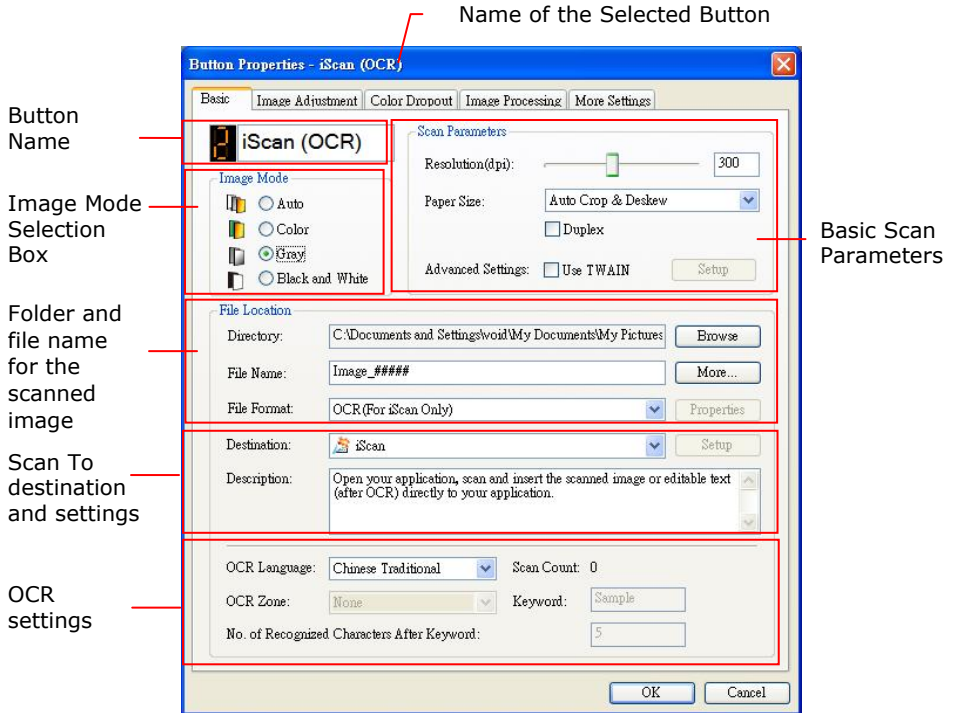 Name of the Selected Button
Button Properties - iScan (OCR)
Basic Image Adjustment Color Dropout Image Processing More Settings
Button
Name
2 iScan (OCR)
Image Mode
Selection
Box
Image Mode
Auto
Color
Gray
Black and White
Scan Parameters
Resolution(dpi): 300
Paper Size: Auto Crop & Deskew
Duplex
Advanced Settings: Use TWAIN Setup
Basic Scan
Parameters
Folder and
file name
for the
scanned
image
File Location
Directory: C:\Documents and Settings\void\My Documents\My Pictures Browse
File Name: Image_##### More...
File Format: OCR(For iScan Only) Properties
Scan To
destination
and settings
Destination: iScan Setup
Description: Open your application, scan and insert the scanned image or editable text
(after OCR) directly to your application.
OCR
settings
OCR Language: Chinese Traditional Scan Count: 0
OCR Zone: None Keyword: Sample
No. of Recognized Characters After Keyword: 5
OK Cancel